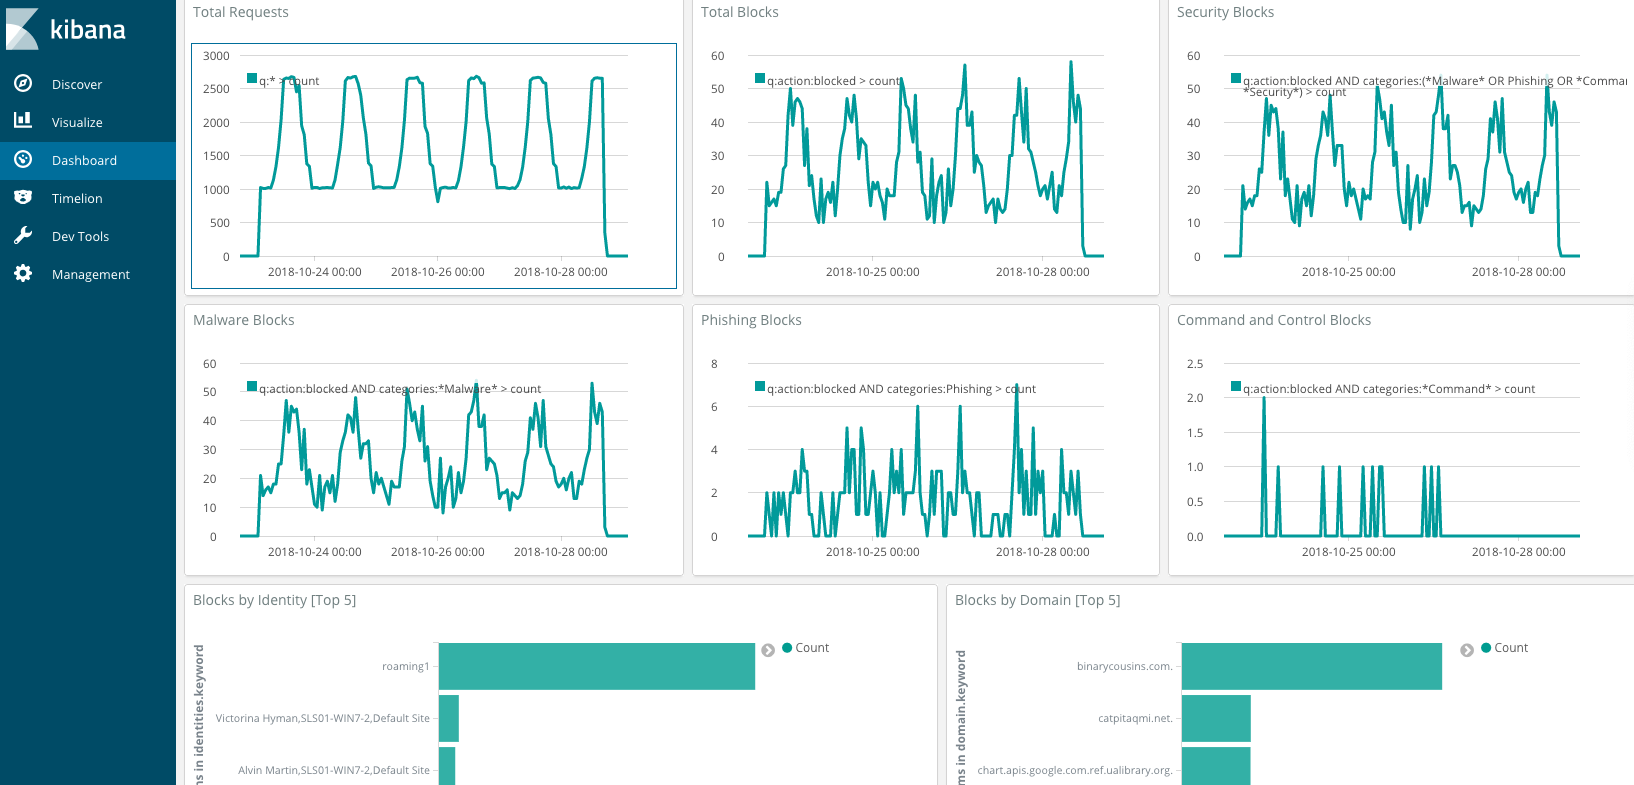 kibana
Discover
Visualize
Dashboard
Timelion
Dev Tools
Management
Total Requests
3000
2500
2000
1500
1000
500
0
q:* > count
2018-10-24 00:00
2018-10-26 00:00
2018-10-28 00:00
Total Blocks
60
50
40
30
20
10
0
q:action:blocked > count
2018-10-25 00:00
2018-10-28 00:00
Security Blocks
60
50
40
30
20
10
0
q:action:blocked AND categories:(*Malware* OR Phishing OR *Comman
*Security*) > count
2018-10-25 00:00
2018-10-28 00:00
Malware Blocks
60
50
40
30
20
10
0
q:action:blocked AND categories:*Malware* > count
2018-10-24 00:00
2018-10-26 00:00
2018-10-28 00:00
Phishing Blocks
8
6
4
2
0
q:action:blocked AND categories:Phishing > count
2018-10-25 00:00
2018-10-28 00:00
Command and Control Blocks
2.5
2.0
1.5
1.0
0.5
0.0
q:action:blocked AND categories:*Command* > count
2018-10-25 00:00
2018-10-28 00:00
Blocks by Identity [Top 5]
ns in identities.keyword
roaming1
Victorina Hyman,SLS01-WIN7-2,Default Site
Alvin Martin,SLS01-WIN7-2,Default Site
Count
Blocks by Domain [Top 5]
ms in domain.keyword
binarycousins.com.
catpitaqmi.net.
chart.apis.google.com.ref.ualibrary.org.
Count